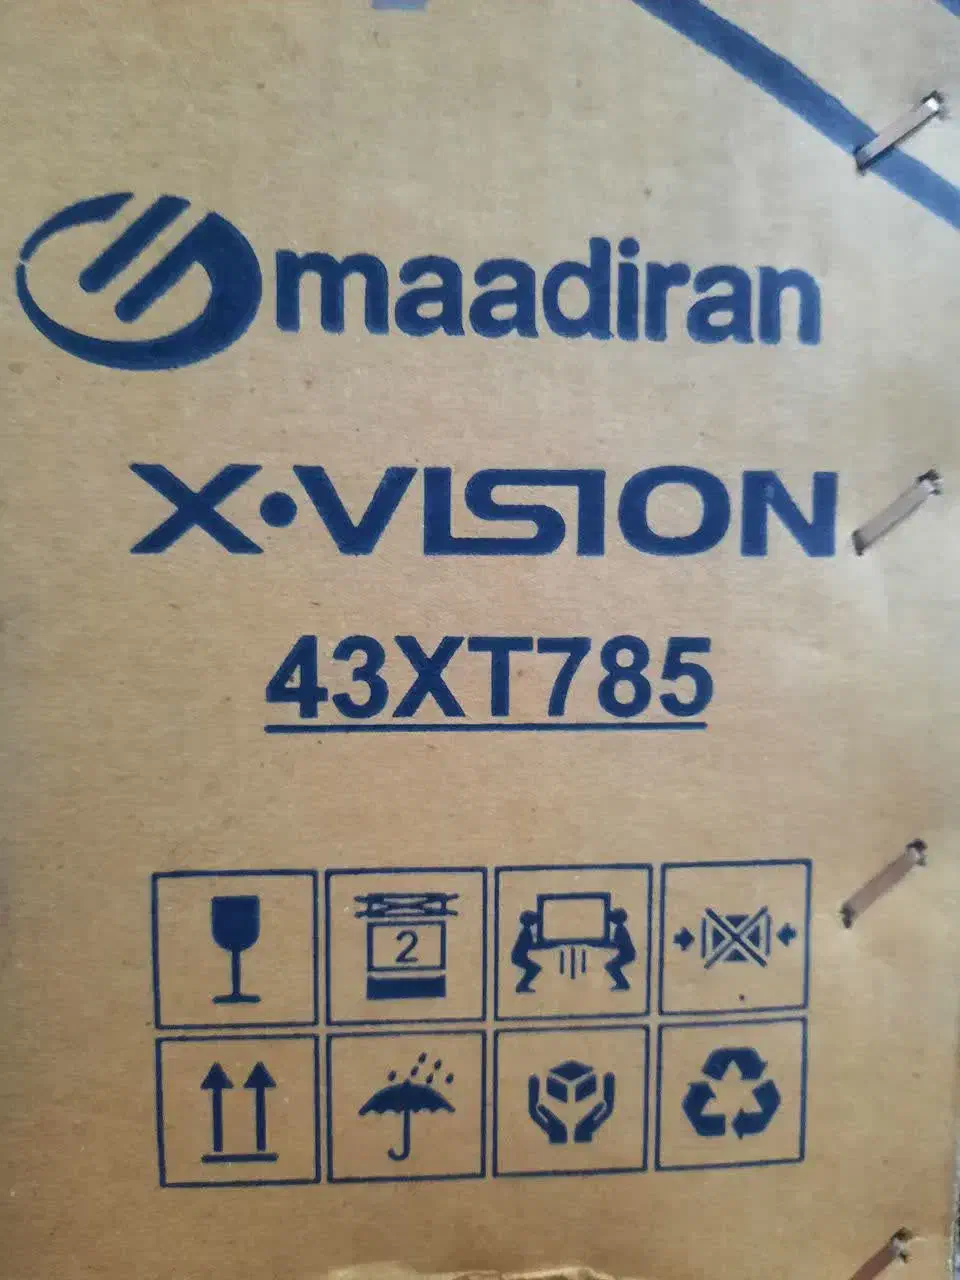 maadiran
X·VISION
43XT785
2